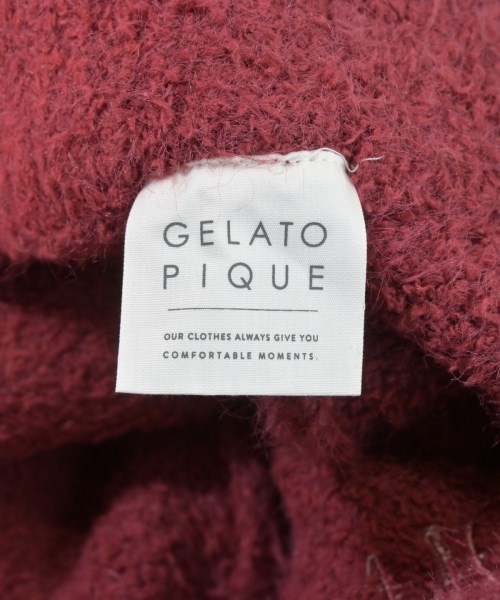 GELATO
PIQUE
OUR CLOTHES ALWAYS GIVE YOU
COMFORTABLE MOMENTS.